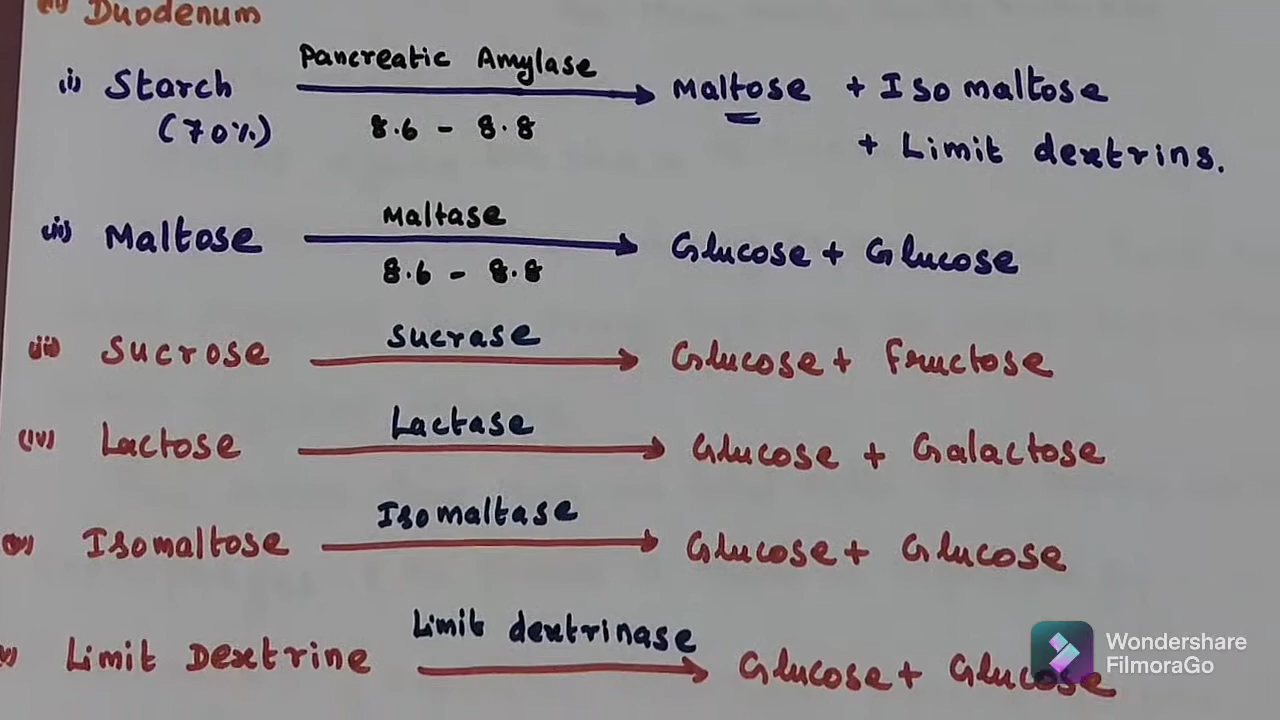 Duodenum
(i) Starch Pancreatic Amylase Maltose + Isomaltose
(70%) 8.6 - 8.8 + Limit dextrins.
(ii) Maltose Maltase Glucose + Glucose
8.6 - 8.8
(iii) Sucrose Sucrase Glucose + Fructose
(iv) Lactose Lactase Glucose + Galactose
Isomaltose Isomaltase Glucose + Glucose
Limit Dextrine Limit dextrinase Glucose + Glucose
Wondershare
FilmoraGo